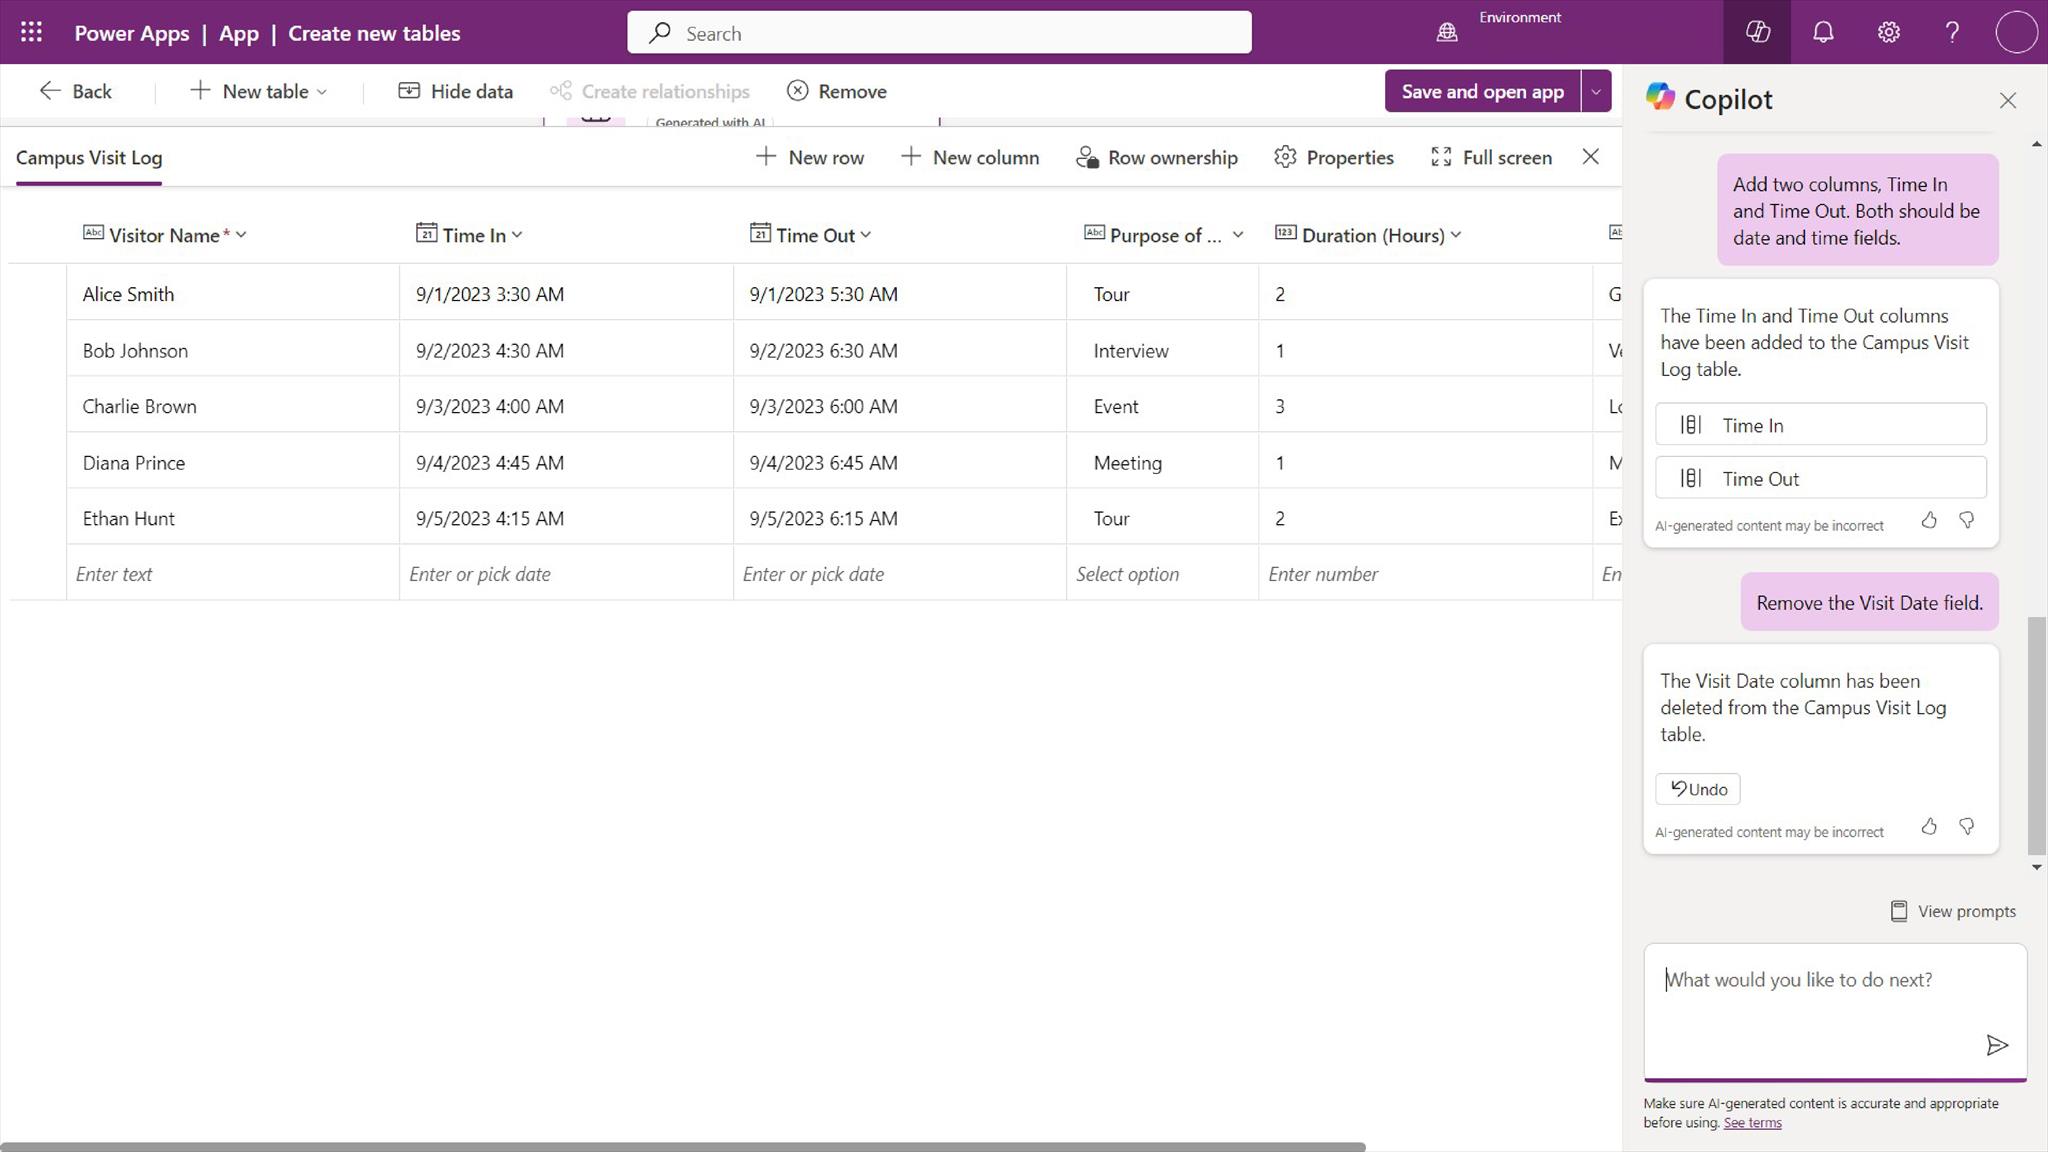 Power Apps | App | Create new tables
Search
Environment
Back
New table
Hide data
Create relationships
Remove
Save and open app
Generated with AI
Campus Visit Log
New row
New column
Row ownership
Properties
Full screen
Abc Visitor Name*
21 Time In
21 Time Out
Abc Purpose of ...
123 Duration (Hours)
Alice Smith 9/1/2023 3:30 AM 9/1/2023 5:30 AM Tour 2
Bob Johnson 9/2/2023 4:30 AM 9/2/2023 6:30 AM Interview 1
Charlie Brown 9/3/2023 4:00 AM 9/3/2023 6:00 AM Event 3
Diana Prince 9/4/2023 4:45 AM 9/4/2023 6:45 AM Meeting 1
Ethan Hunt 9/5/2023 4:15 AM 9/5/2023 6:15 AM Tour 2
Enter text Enter or pick date Enter or pick date Select option Enter number
Copilot
Add two columns, Time In
and Time Out. Both should be
date and time fields.
The Time In and Time Out columns
have been added to the Campus Visit
Log table.
Time In
Time Out
AI-generated content may be incorrect
Remove the Visit Date field.
The Visit Date column has been
deleted from the Campus Visit Log
table.
Undo
AI-generated content may be incorrect
View prompts
What would you like to do next?
Make sure AI-generated content is accurate and appropriate
before using. See terms